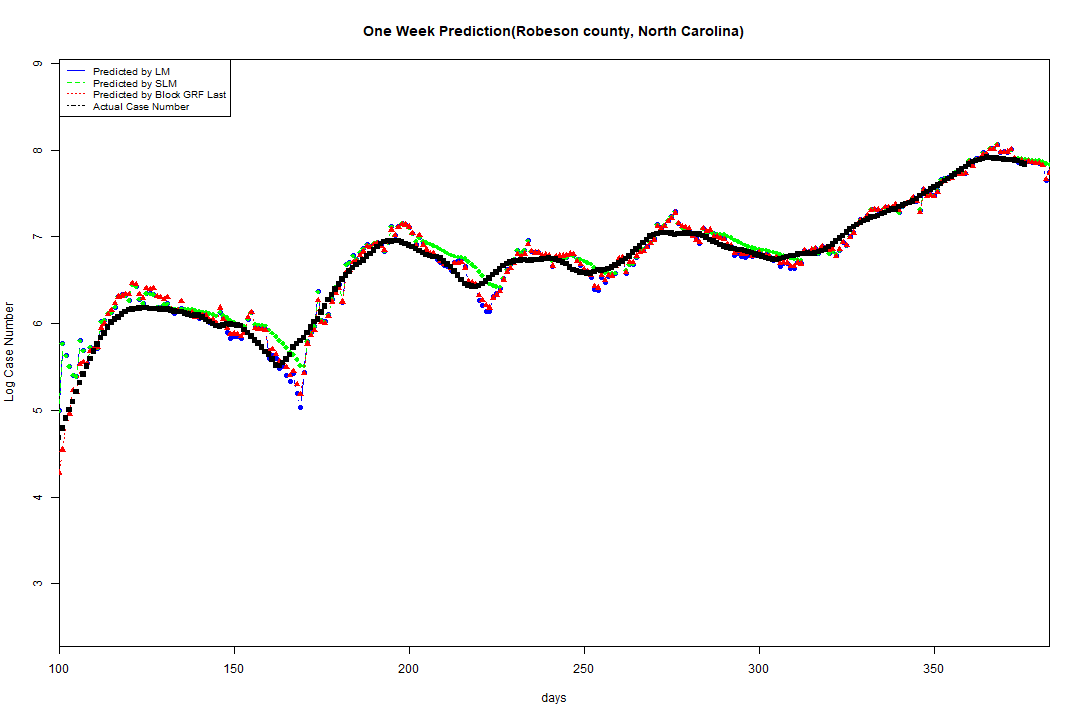 One Week Prediction(Robeson county, North Carolina)
Predicted by LM
Predicted by SLM
Predicted by Block GRF Last
Actual Case Number
9
8
7
6
5
4
3
Log Case Number
100 150 200 250 300 350
days